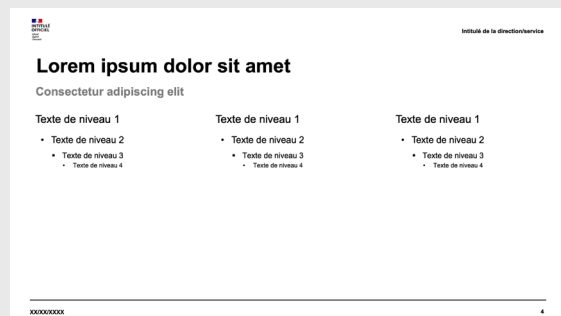 INTITULÉ
OFFICIEL
Intitulé de la direction/service
Lorem ipsum dolor sit amet
Consectetur adipiscing elit
Texte de niveau 1
• Texte de niveau 2
▪ Texte de niveau 3
• Texte de niveau 4
Texte de niveau 1
• Texte de niveau 2
▪ Texte de niveau 3
• Texte de niveau 4
Texte de niveau 1
• Texte de niveau 2
▪ Texte de niveau 3
• Texte de niveau 4
XX/XX/XXXX
4